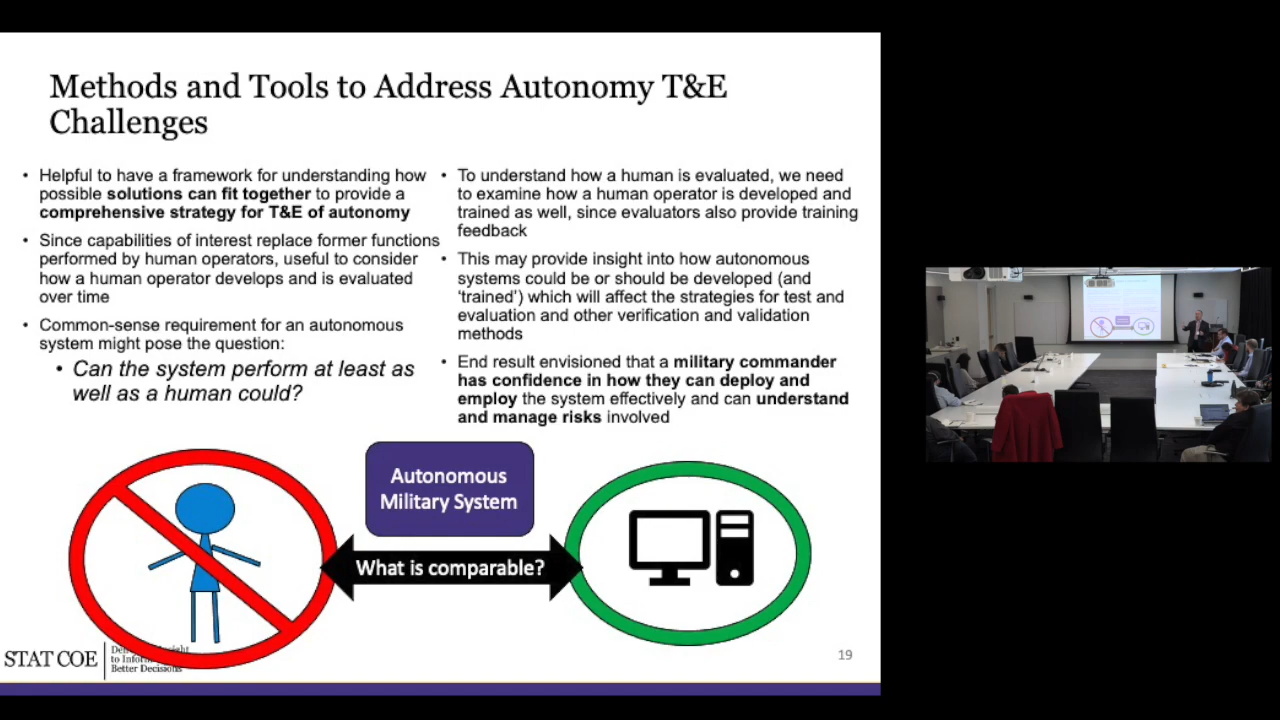 Methods and Tools to Address Autonomy T&E
Challenges
• Helpful to have a framework for understanding how
possible solutions can fit together to provide a
comprehensive strategy for T&E of autonomy
• Since capabilities of interest replace former functions
performed by human operators, useful to consider
how a human operator develops and is evaluated
over time
• Common-sense requirement for an autonomous
system might pose the question:
• Can the system perform at least as
well as a human could?
• To understand how a human is evaluated, we need
to examine how a human operator is developed and
trained as well, since evaluators also provide training
feedback
• This may provide insight into how autonomous
systems could be or should be developed (and
‘trained’) which will affect the strategies for test and
evaluation and other verification and validation
methods
• End result envisioned that a military commander
has confidence in how they can deploy and
employ the system effectively and can understand
and manage risks involved
Autonomous
Military System
What is comparable?
STAT COE
to
Better Decisions
19